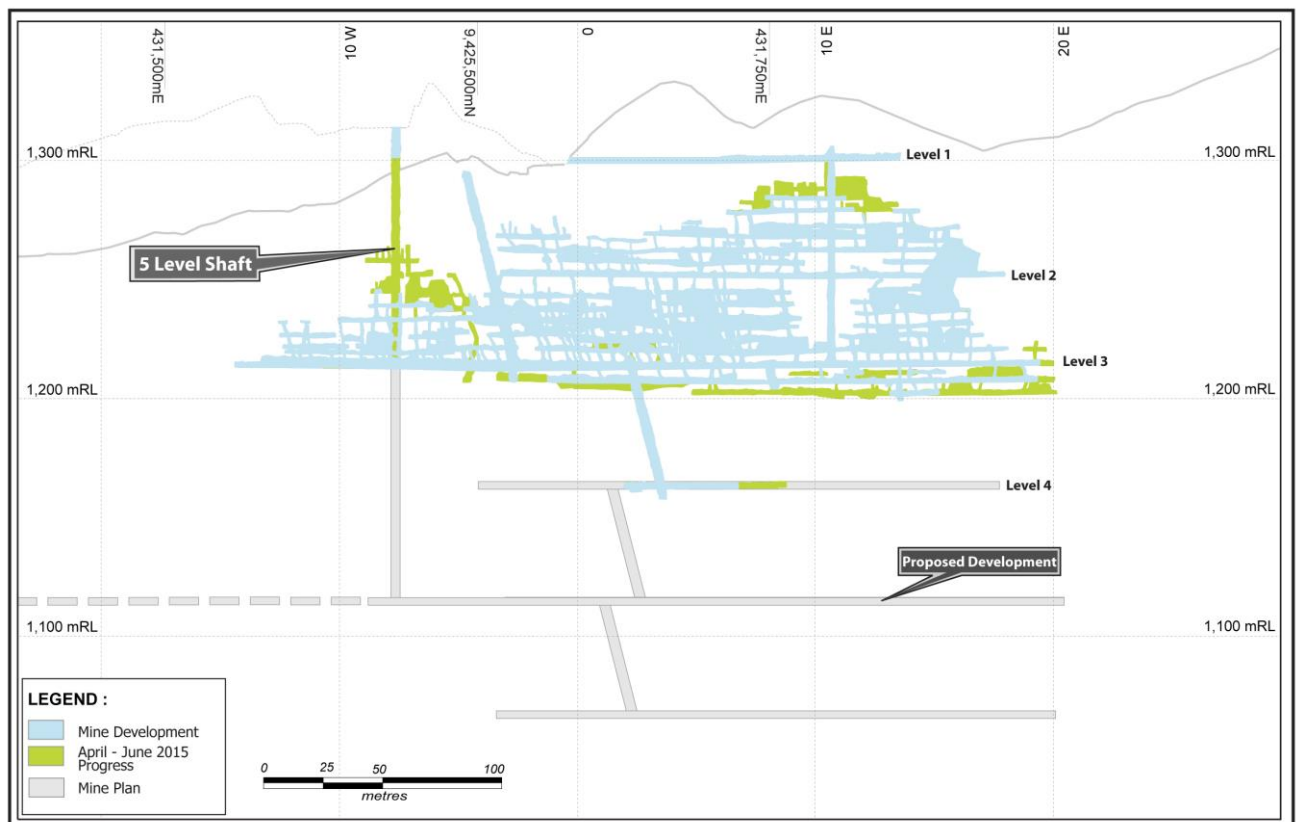 431,500mE
10 W
9,425,500mN
0
431,750mE
10 E
20 E
1,300 mRL
Level 1
1,300 mRL
5 Level Shaft
Level 2
Level 3
1,200 mRL
1,200 mRL
Level 4
Proposed Development
1,100 mRL
1,100 mRL
LEGEND :
Mine Development
April - June 2015
Progress
Mine Plan
0 25 50 100
metres